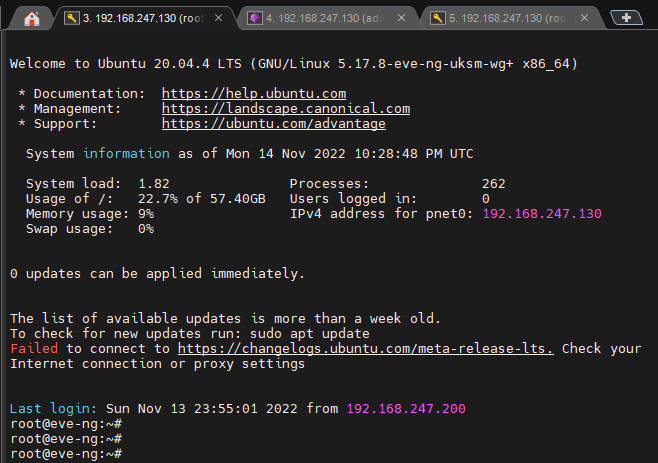 3. 192.168.247.130 (root
4. 192.168.247.130 (adm
5. 192.168.247.130 (root
Welcome to Ubuntu 20.04.4 LTS (GNU/Linux 5.17.8-eve-ng-uksm-wg+ x86_64)
* Documentation:  https://help.ubuntu.com
* Management:     https://landscape.canonical.com
* Support:        https://ubuntu.com/advantage
System information as of Mon 14 Nov 2022 10:28:48 PM UTC
System load:  1.82               Processes:              262
Usage of /:   22.7% of 57.40GB   Users logged in:        0
Memory usage: 9%                 IPv4 address for pnet0: 192.168.247.130
Swap usage:   0%
0 updates can be applied immediately.
The list of available updates is more than a week old.
To check for new updates run: sudo apt update
Failed to connect to https://changelogs.ubuntu.com/meta-release-lts. Check your
Internet connection or proxy settings
Last login: Sun Nov 13 23:55:01 2022 from 192.168.247.200
root@eve-ng:~#
root@eve-ng:~#
root@eve-ng:~#